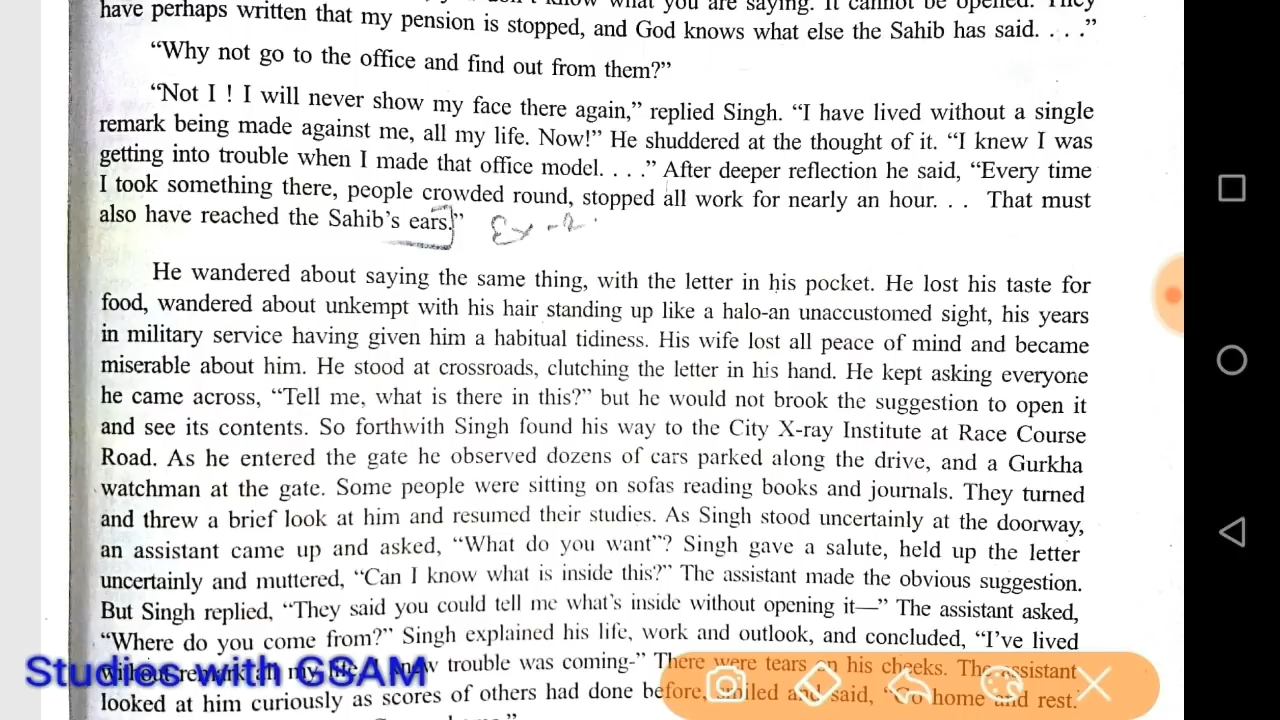 have perhaps written that my pension is stopped, and God knows what else the Sahib has said. . . .”
“Why not go to the office and find out from them?”
“Not I ! I will never show my face there again,” replied Singh. “I have lived without a single
remark being made against me, all my life. Now!” He shuddered at the thought of it. “I knew I was
getting into trouble when I made that office model. . . .” After deeper reflection he said, “Every time
I took something there, people crowded round, stopped all work for nearly an hour. . . That must
also have reached the Sahib’s ears.”
He wandered about saying the same thing, with the letter in his pocket. He lost his taste for
food, wandered about unkempt with his hair standing up like a halo-an unaccustomed sight, his years
in military service having given him a habitual tidiness. His wife lost all peace of mind and became
miserable about him. He stood at crossroads, clutching the letter in his hand. He kept asking everyone
he came across, “Tell me, what is there in this?” but he would not brook the suggestion to open it
and see its contents. So forthwith Singh found his way to the City X-ray Institute at Race Course
Road. As he entered the gate he observed dozens of cars parked along the drive, and a Gurkha
watchman at the gate. Some people were sitting on sofas reading books and journals. They turned
and threw a brief look at him and resumed their studies. As Singh stood uncertainly at the doorway,
an assistant came up and asked, “What do you want”? Singh gave a salute, held up the letter
uncertainly and muttered, “Can I know what is inside this?” The assistant made the obvious suggestion.
But Singh replied, “They said you could tell me what’s inside without opening it—” The assistant asked,
“Where do you come from?” Singh explained his life, work and outlook, and concluded, “I’ve lived
trouble was coming-” There were tears on his cheeks. The assistant
Studies with GSAM
looked at him curiously as scores of others had done before, smiled and said, “Go home and rest.